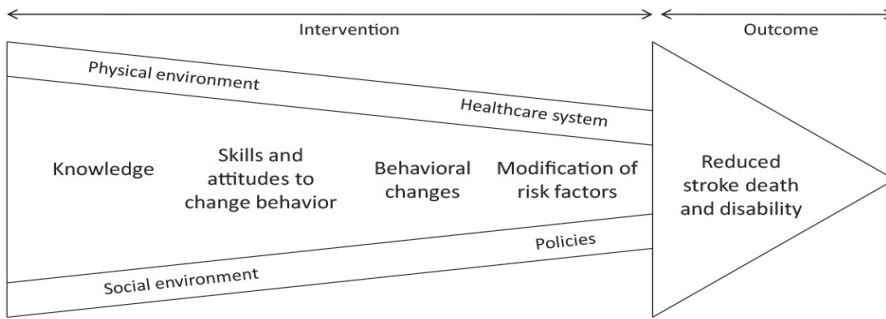 Intervention
Outcome
Physical environment
Healthcare system
Knowledge
Skills and
attitudes to
change behavior
Behavioral
changes
Modification of
risk factors
Reduced
stroke death
and disability
Policies
Social environment